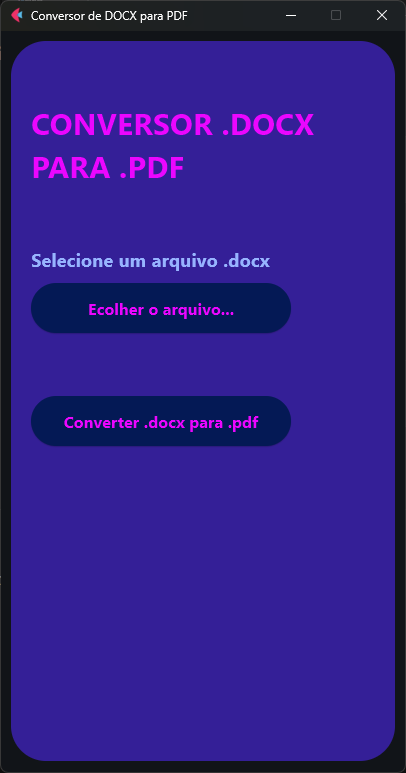 Conversor de DOCX para PDF
CONVERSOR .DOCX
PARA .PDF
Selecione um arquivo .docx
Ecolher o arquivo...
Converter .docx para .pdf